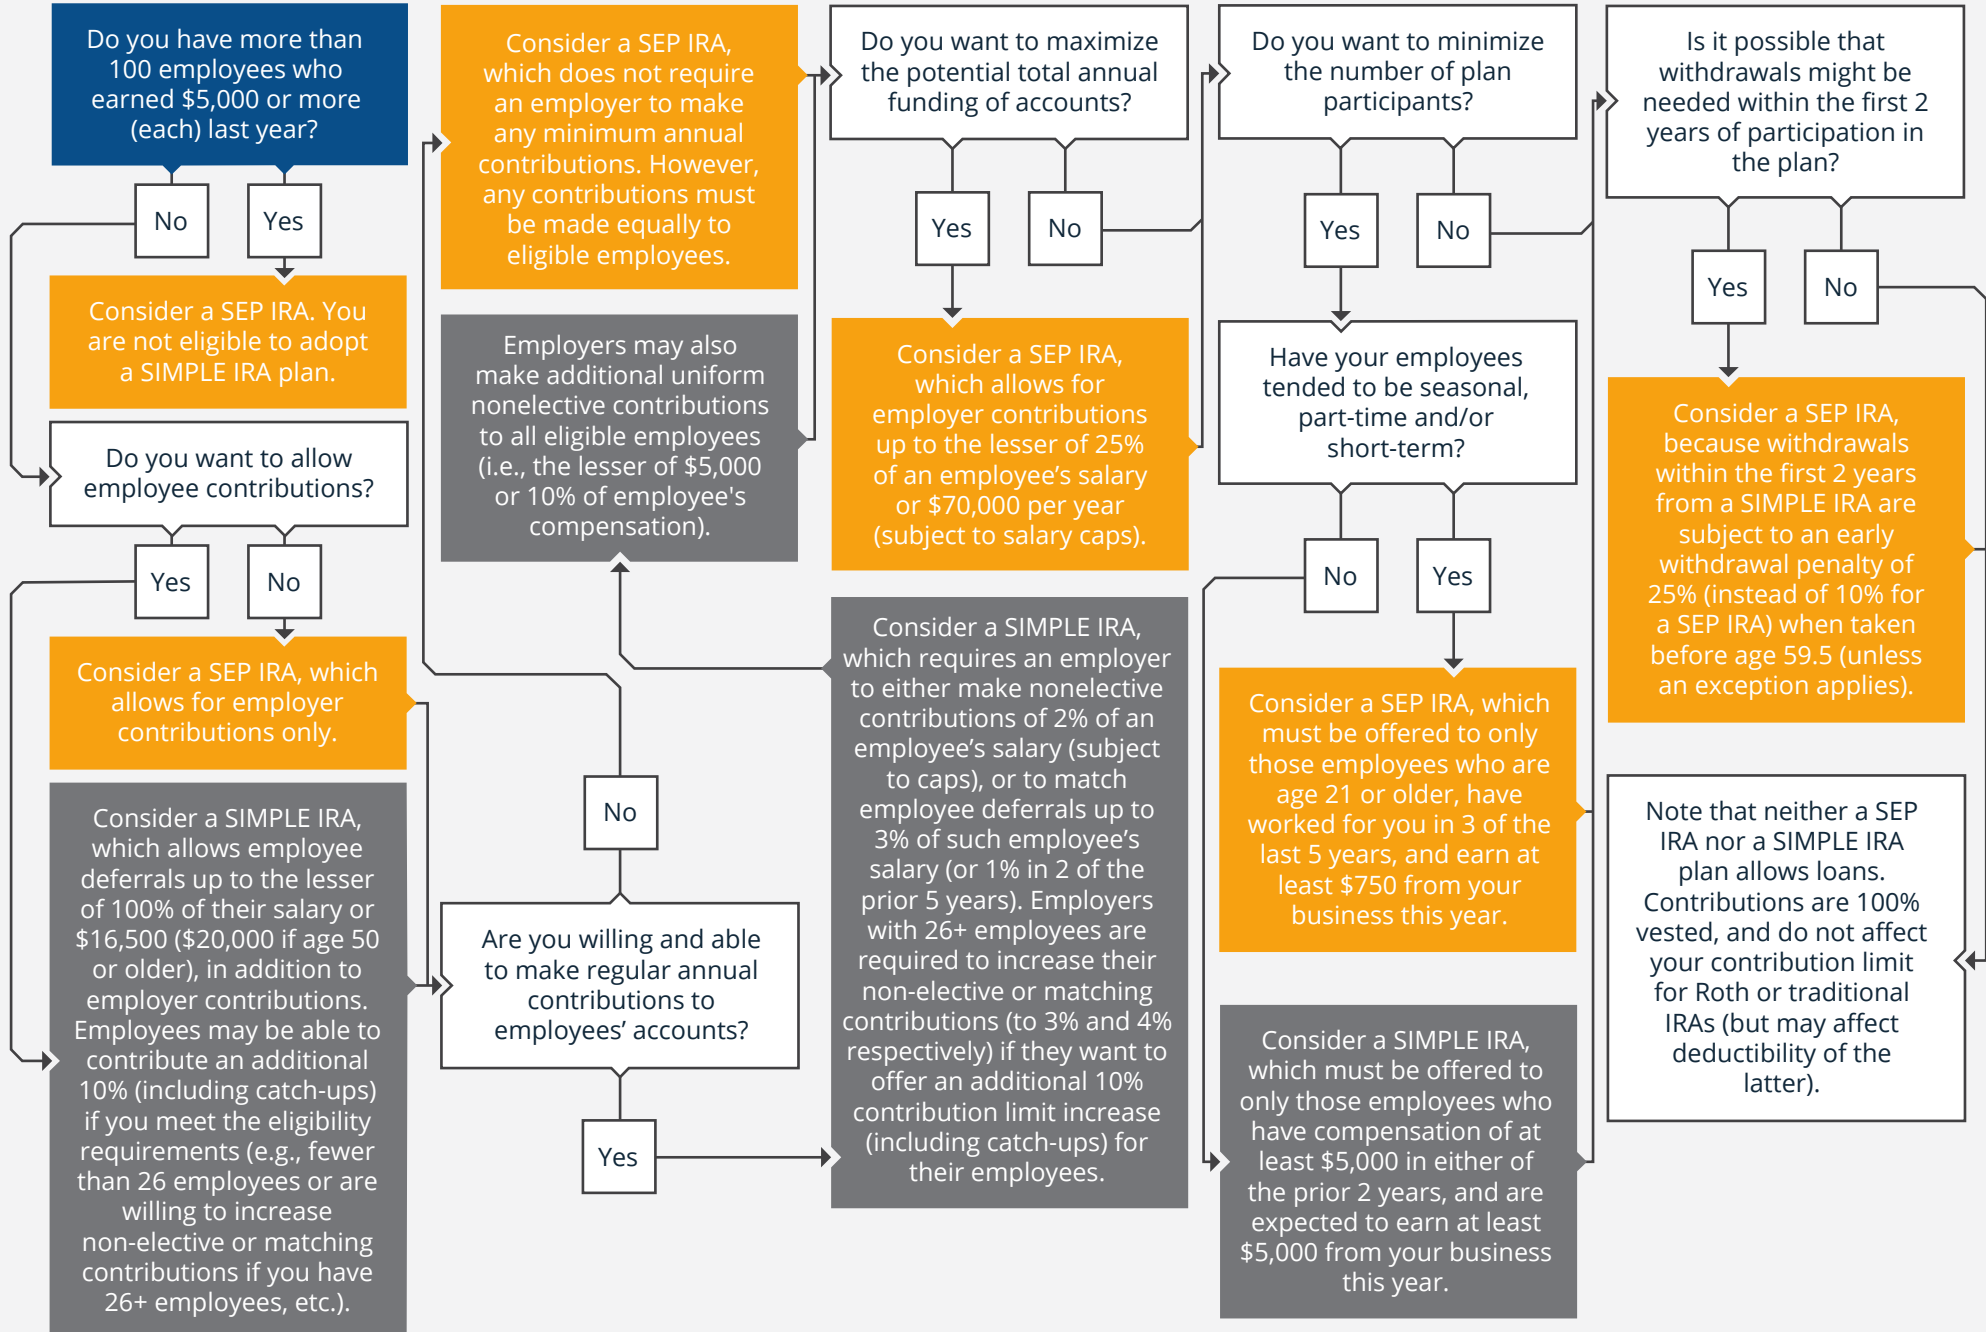 Do you have more than
100 employees who
earned $5,000 or more
(each) last year?
No
Yes
Consider a SEP IRA. You
are not eligible to adopt
a SIMPLE IRA plan.
Do you want to allow
employee contributions?
Yes
No
Consider a SEP IRA, which
allows for employer
contributions only.
Consider a SIMPLE IRA,
which allows employee
deferrals up to the lesser
of 100% of their salary or
$16,500 ($20,000 if age 50
or older), in addition to
employer contributions.
Employees may be able to
contribute an additional
10% (including catch-ups)
if you meet the eligibility
requirements (e.g., fewer
than 26 employees or are
willing to increase
non-elective or matching
contributions if you have
26+ employees, etc.).
Consider a SEP IRA,
which does not require
an employer to make
any minimum annual
contributions. However,
any contributions must
be made equally to
eligible employees.
Employers may also
make additional uniform
nonelective contributions
to all eligible employees
(i.e., the lesser of $5,000
or 10% of employee's
compensation).
No
Are you willing and able
to make regular annual
contributions to
employees’ accounts?
Yes
Do you want to maximize
the potential total annual
funding of accounts?
Yes
No
Consider a SEP IRA,
which allows for
employer contributions
up to the lesser of 25%
of an employee’s salary
or $70,000 per year
(subject to salary caps).
Consider a SIMPLE IRA,
which requires an employer
to either make nonelective
contributions of 2% of an
employee’s salary (subject
to caps), or to match
employee deferrals up to
3% of such employee’s
salary (or 1% in 2 of the
prior 5 years). Employers
with 26+ employees are
required to increase their
non-elective or matching
contributions (to 3% and 4%
respectively) if they want to
offer an additional 10%
contribution limit increase
(including catch-ups) for
their employees.
Do you want to minimize
the number of plan
participants?
Yes
No
Have your employees
tended to be seasonal,
part-time and/or
short-term?
No
Yes
Consider a SEP IRA, which
must be offered to only
those employees who are
age 21 or older, have
worked for you in 3 of the
last 5 years, and earn at
least $750 from your
business this year.
Consider a SIMPLE IRA,
which must be offered to
only those employees who
have compensation of at
least $5,000 in either of
the prior 2 years, and are
expected to earn at least
$5,000 from your business
this year.
Is it possible that
withdrawals might be
needed within the first 2
years of participation in
the plan?
Yes
No
Consider a SEP IRA,
because withdrawals
within the first 2 years
from a SIMPLE IRA are
subject to an early
withdrawal penalty of
25% (instead of 10% for
a SEP IRA) when taken
before age 59.5 (unless
an exception applies).
Note that neither a SEP
IRA nor a SIMPLE IRA
plan allows loans.
Contributions are 100%
vested, and do not affect
your contribution limit
for Roth or traditional
IRAs (but may affect
deductibility of the
latter).